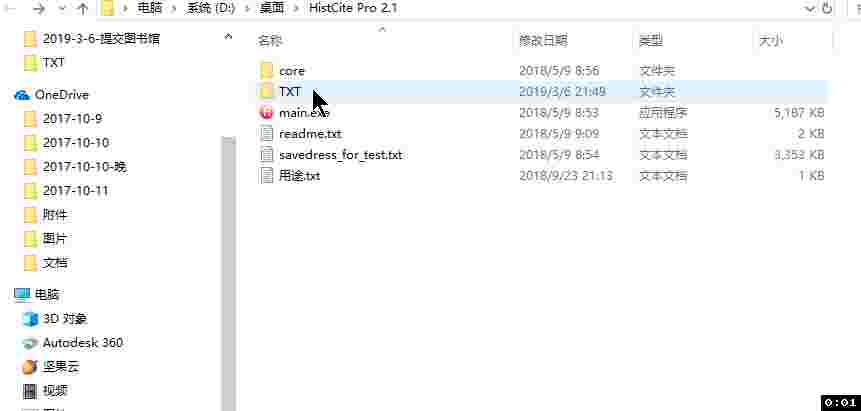 电脑 > 系统 (D:) > 桌面 > HistCite Pro 2.1
2019-3-6-提交图书馆
TXT
OneDrive
2017-10-9
2017-10-10
2017-10-10-晚
2017-10-11
附件
图片
文档
电脑
3D 对象
Autodesk 360
坚果云
视频
名称 修改日期 类型 大小
core 2018/5/9 8:56 文件夹
TXT 2019/3/6 21:49 文件夹
main.exe 2018/5/9 8:53 应用程序 5,187 KB
readme.txt 2018/5/9 9:09 文本文档 2 KB
savedress_for_test.txt 2018/5/9 8:54 文本文档 3,353 KB
用途.txt 2018/9/23 21:13 文本文档 1 KB
0:01